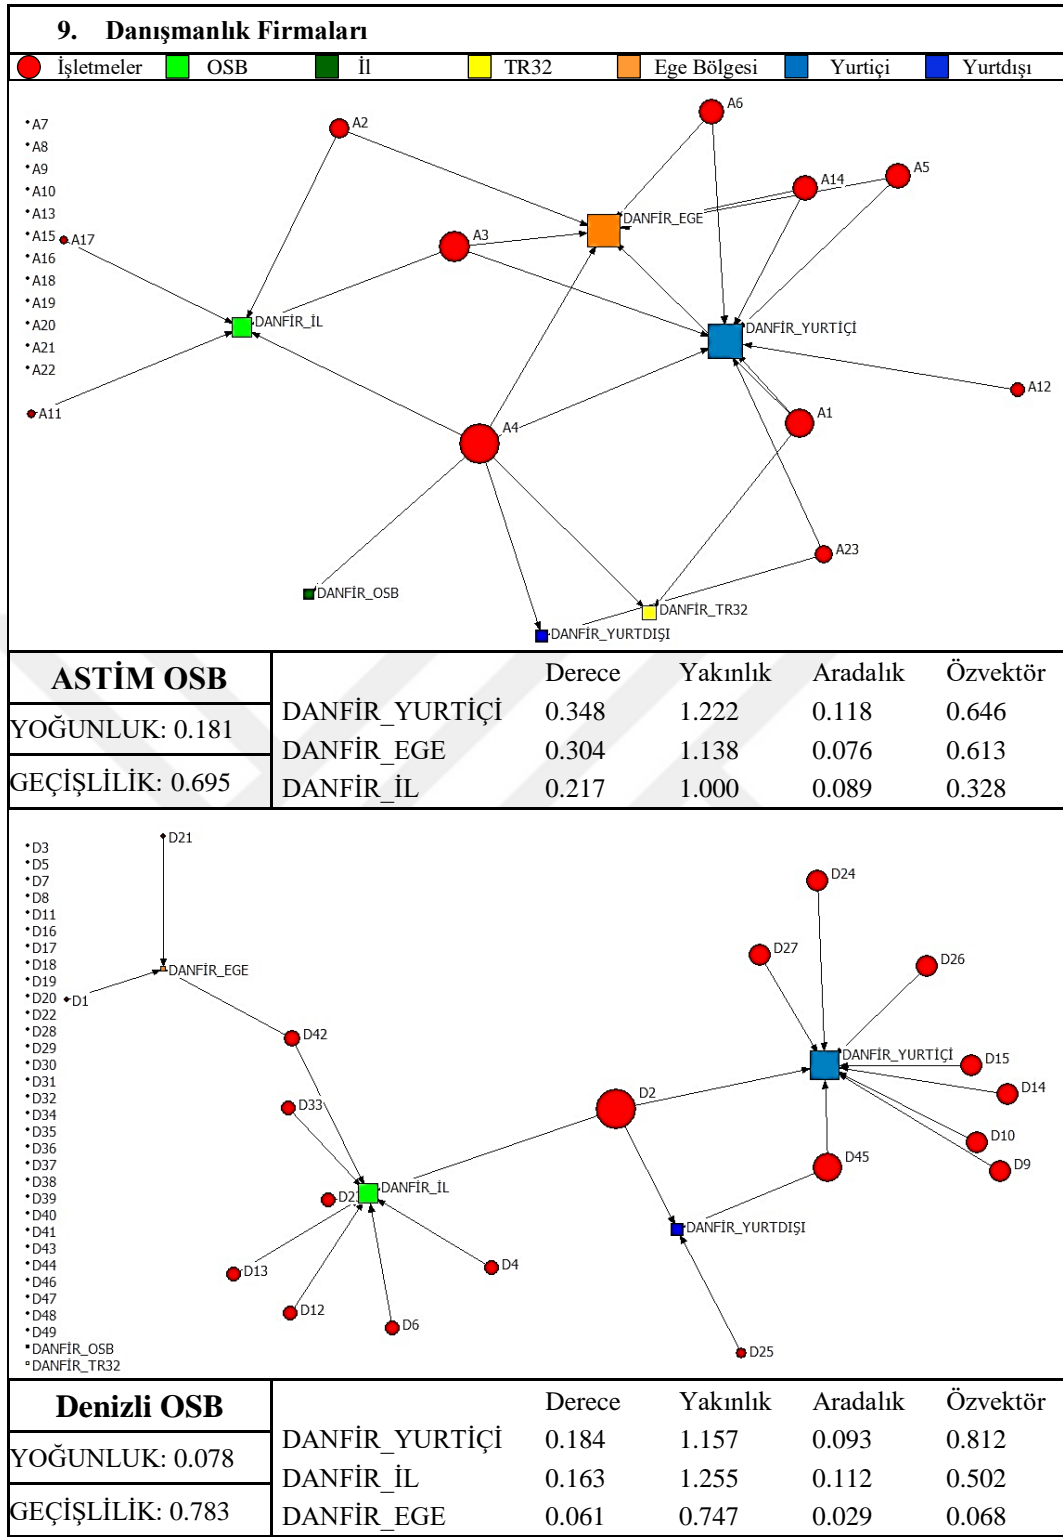 9. Danışmanlık Firmaları
İşletmeler OSB İl TR32 Ege Bölgesi Yurtiçi Yurtdışı
A6
A7
A2
A8
A9
A5
A14
A10
A13
DANFİR_EGE
A3
A15
A17
A16
A18
A19
DANFİR_İL
A20
DANFİR_YURTİÇİ
A21
A22
A12
A11
A1
A4
A23
DANFİR_OSB
DANFİR_TR32
DANFİR_YURTDIŞI
ASTİM OSB
Derece Yakınlık Aradalık Özvektör
YOĞUNLUK: 0.181
GEÇİŞLİLİK: 0.695
DANFİR_YURTİÇİ 0.348 1.222 0.118 0.646
DANFİR_EGE 0.304 1.138 0.076 0.613
DANFİR_İL 0.217 1.000 0.089 0.328
D21
D3
D5
D7
D24
D8
D11
D16
D17
D27
D18
D26
DANFİR_EGE
D19
D20
D1
D22
D28
D42
D29
DANFİR_YURTİÇİ
D30
D15
D31
D14
D2
D32
D33
D34
D35
D10
D36
D37
D45
D9
D38
DANFİR_İL
D39
D23
D40
DANFİR_YURTDIŞI
D41
D43
D44
D4
D13
D46
D47
D48
D12
D6
D49
DANFİR_OSB
D25
DANFİR_TR32
Denizli OSB
Derece Yakınlık Aradalık Özvektör
YOĞUNLUK: 0.078
GEÇİŞLİLİK: 0.783
DANFİR_YURTİÇİ 0.184 1.157 0.093 0.812
DANFİR_İL 0.163 1.255 0.112 0.502
DANFİR_EGE 0.061 0.747 0.029 0.068